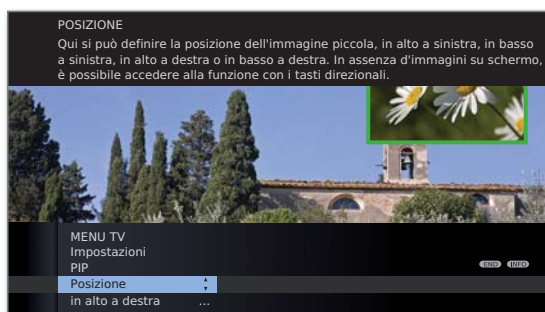 POSIZIONE
Qui si può definire la posizione dell'immagine piccola, in alto a sinistra, in basso
a sinistra, in alto a destra o in basso a destra. In assenza d'immagini su schermo,
è possibile accedere alla funzione con i tasti direzionali.
MENU TV
Impostazioni
PIP
END INFO
Posizione
in alto a destra ...